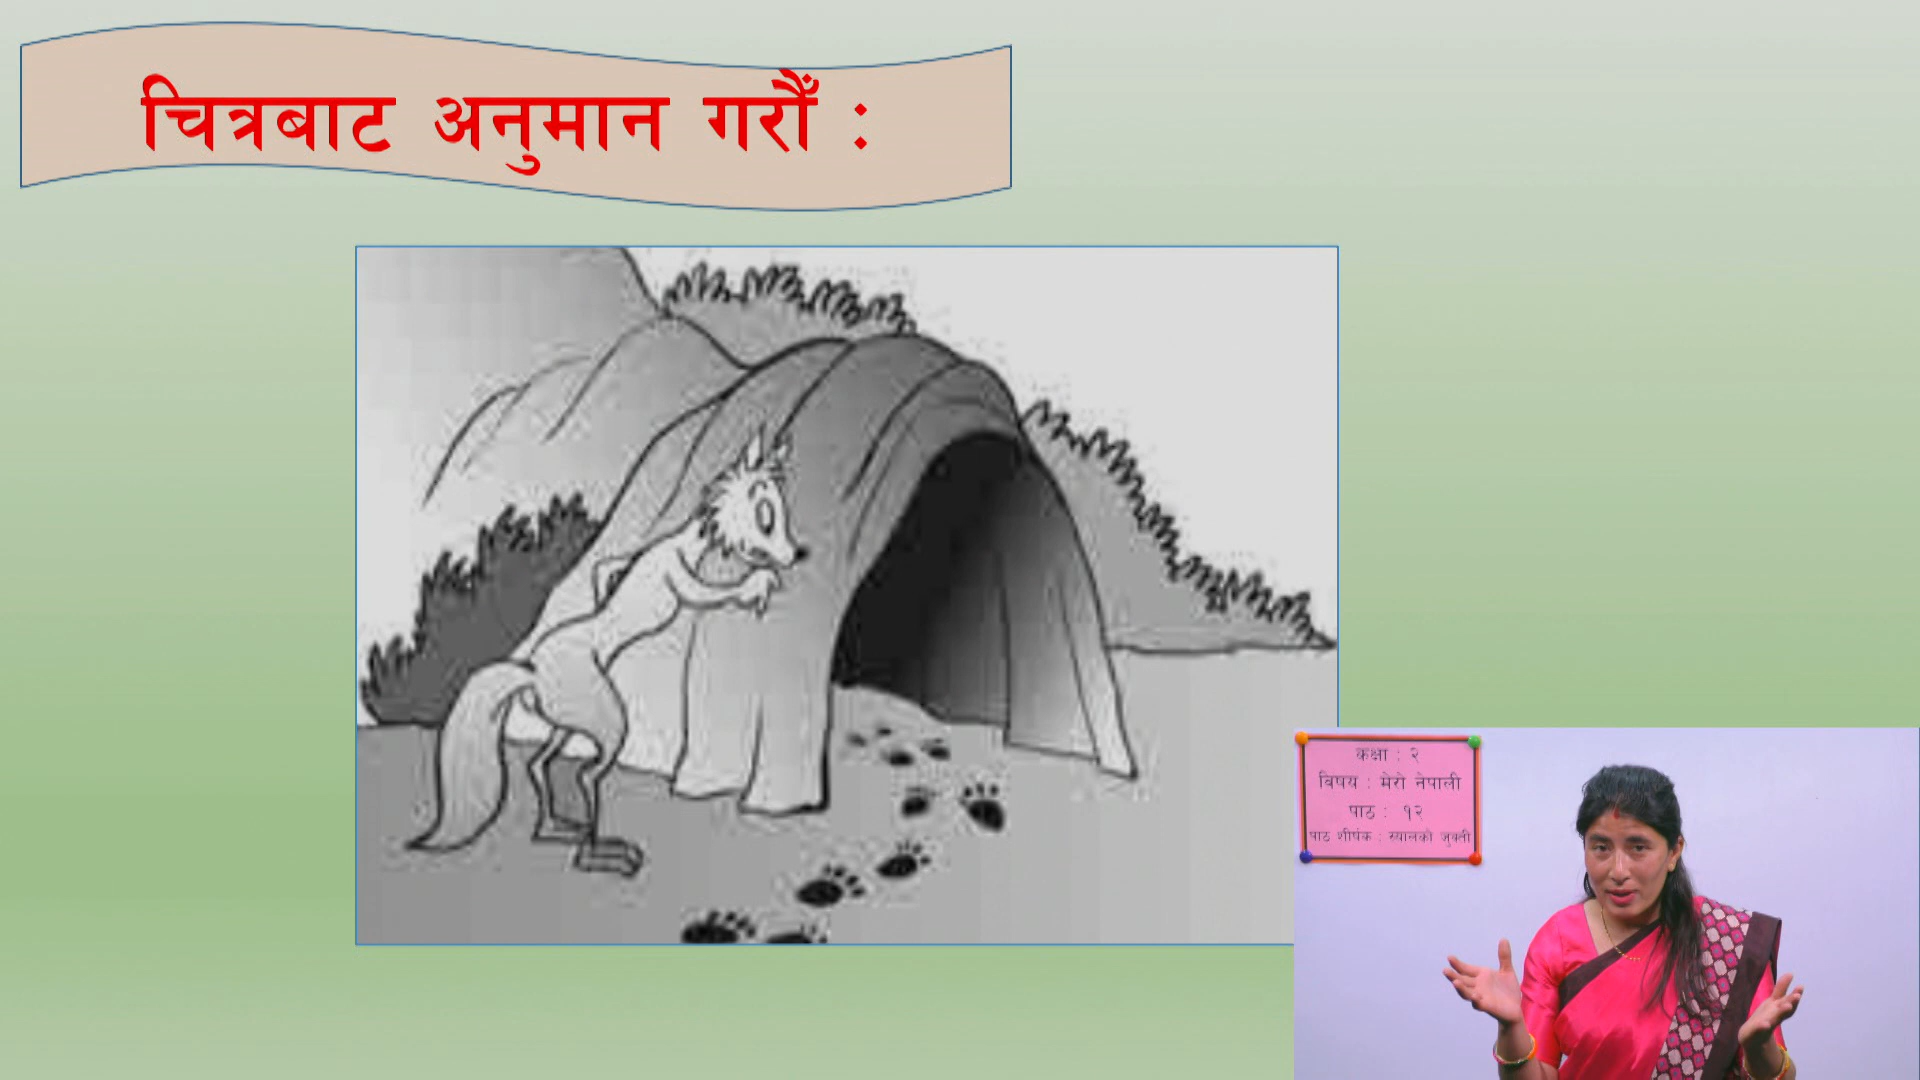 चित्रबाट अनुमान गरौँ :
कक्षा : २
विषय : मेरो नेपाली
पाठ : १२
पाठ शीर्षक : स्यालको जुक्ती